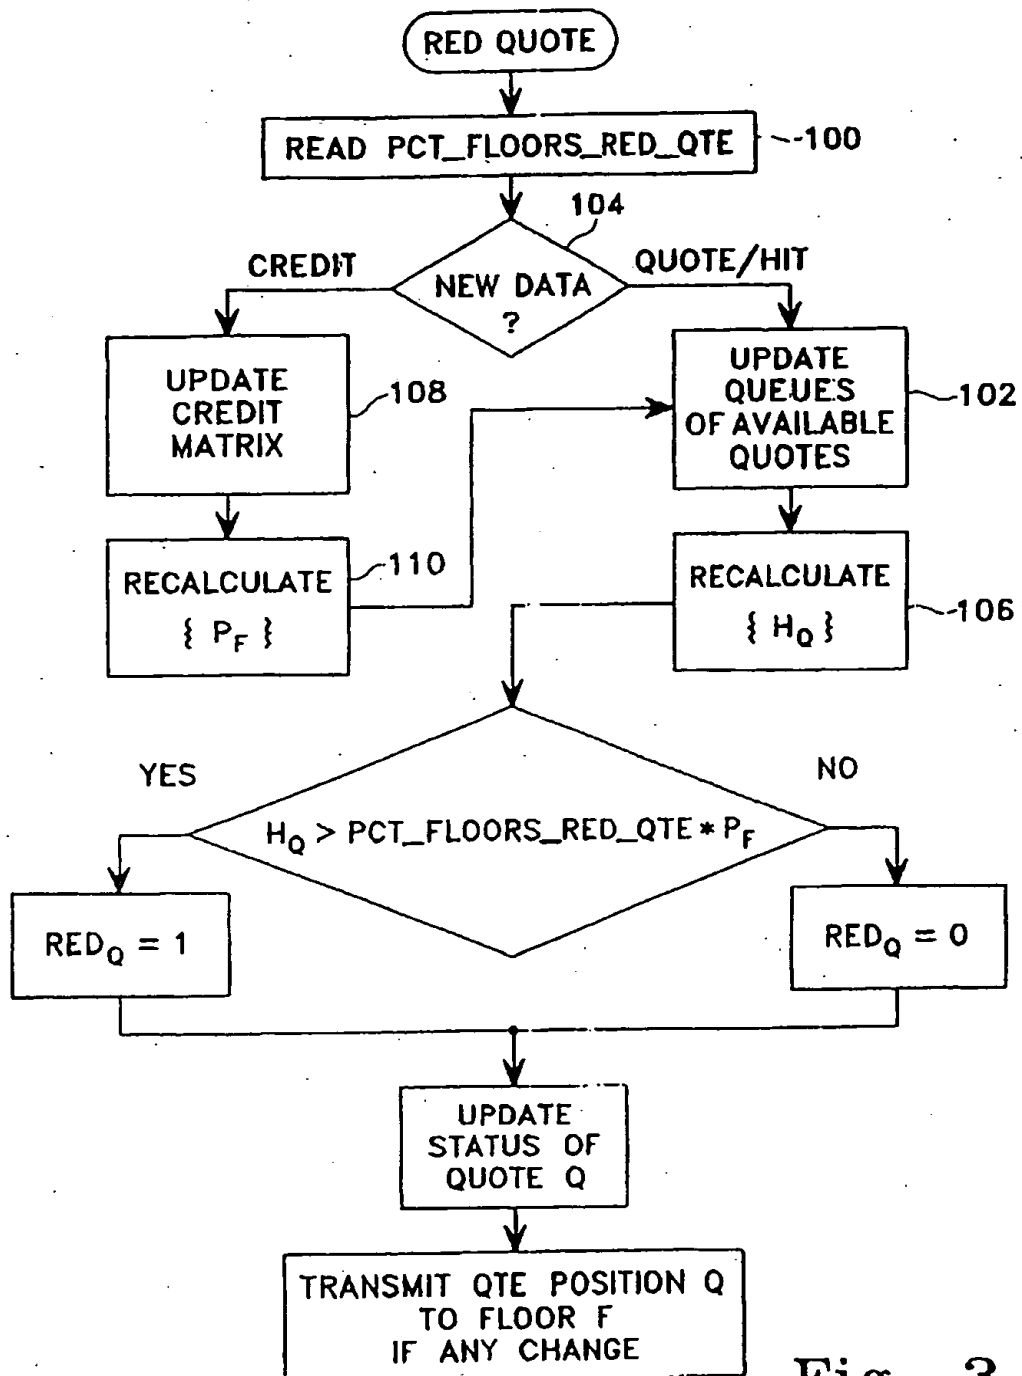 RED QUOTE
READ PCT_FLOORS_RED_QTE
100
104
CREDIT
QUOTE/HIT
NEW DATA
?
UPDATE
CREDIT
MATRIX
108
UPDATE
QUEUES
OF AVAILABLE
QUOTES
102
RECALCULATE
{ P_F }
110
RECALCULATE
{ H_Q }
106
YES
NO
H_Q > PCT_FLOORS_RED_QTE * P_F
RED_Q = 1
RED_Q = 0
UPDATE
STATUS OF
QUOTE Q
TRANSMIT QTE POSITION Q
TO FLOOR F
IF ANY CHANGE
Fig. 3